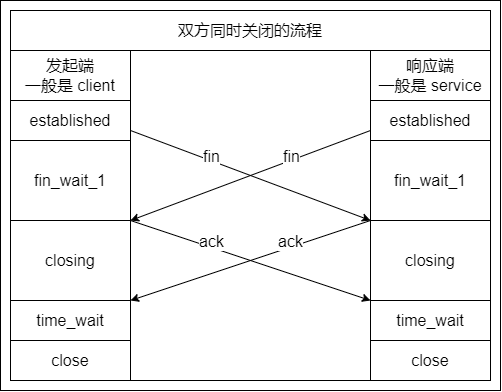 双方同时关闭的流程
发起端
一般是 client
响应端
一般是 service
established
established
fin
fin
fin_wait_1
fin_wait_1
ack
ack
closing
closing
time_wait
time_wait
close
close